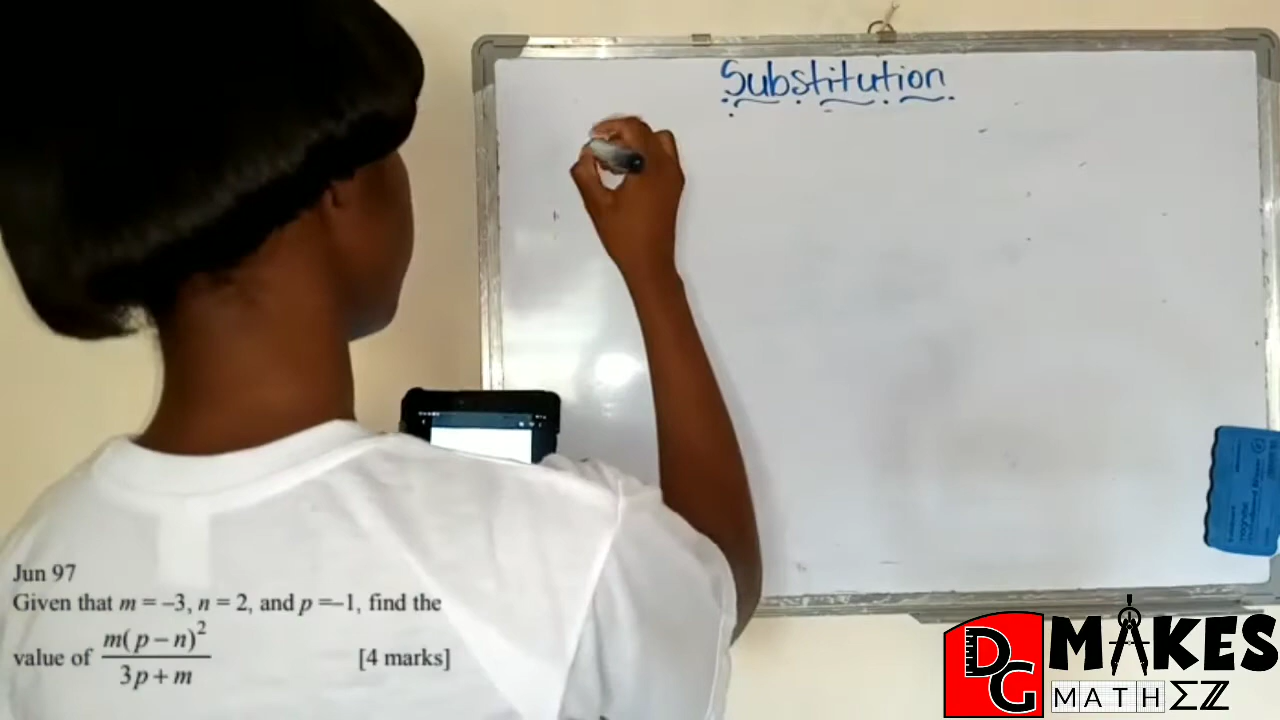 Substitution
Jun 97
Given that m = –3, n = 2, and p =–1, find the
value of m(p – n)² / 3p + m [4 marks]
DG MAKES
MATHΣZ